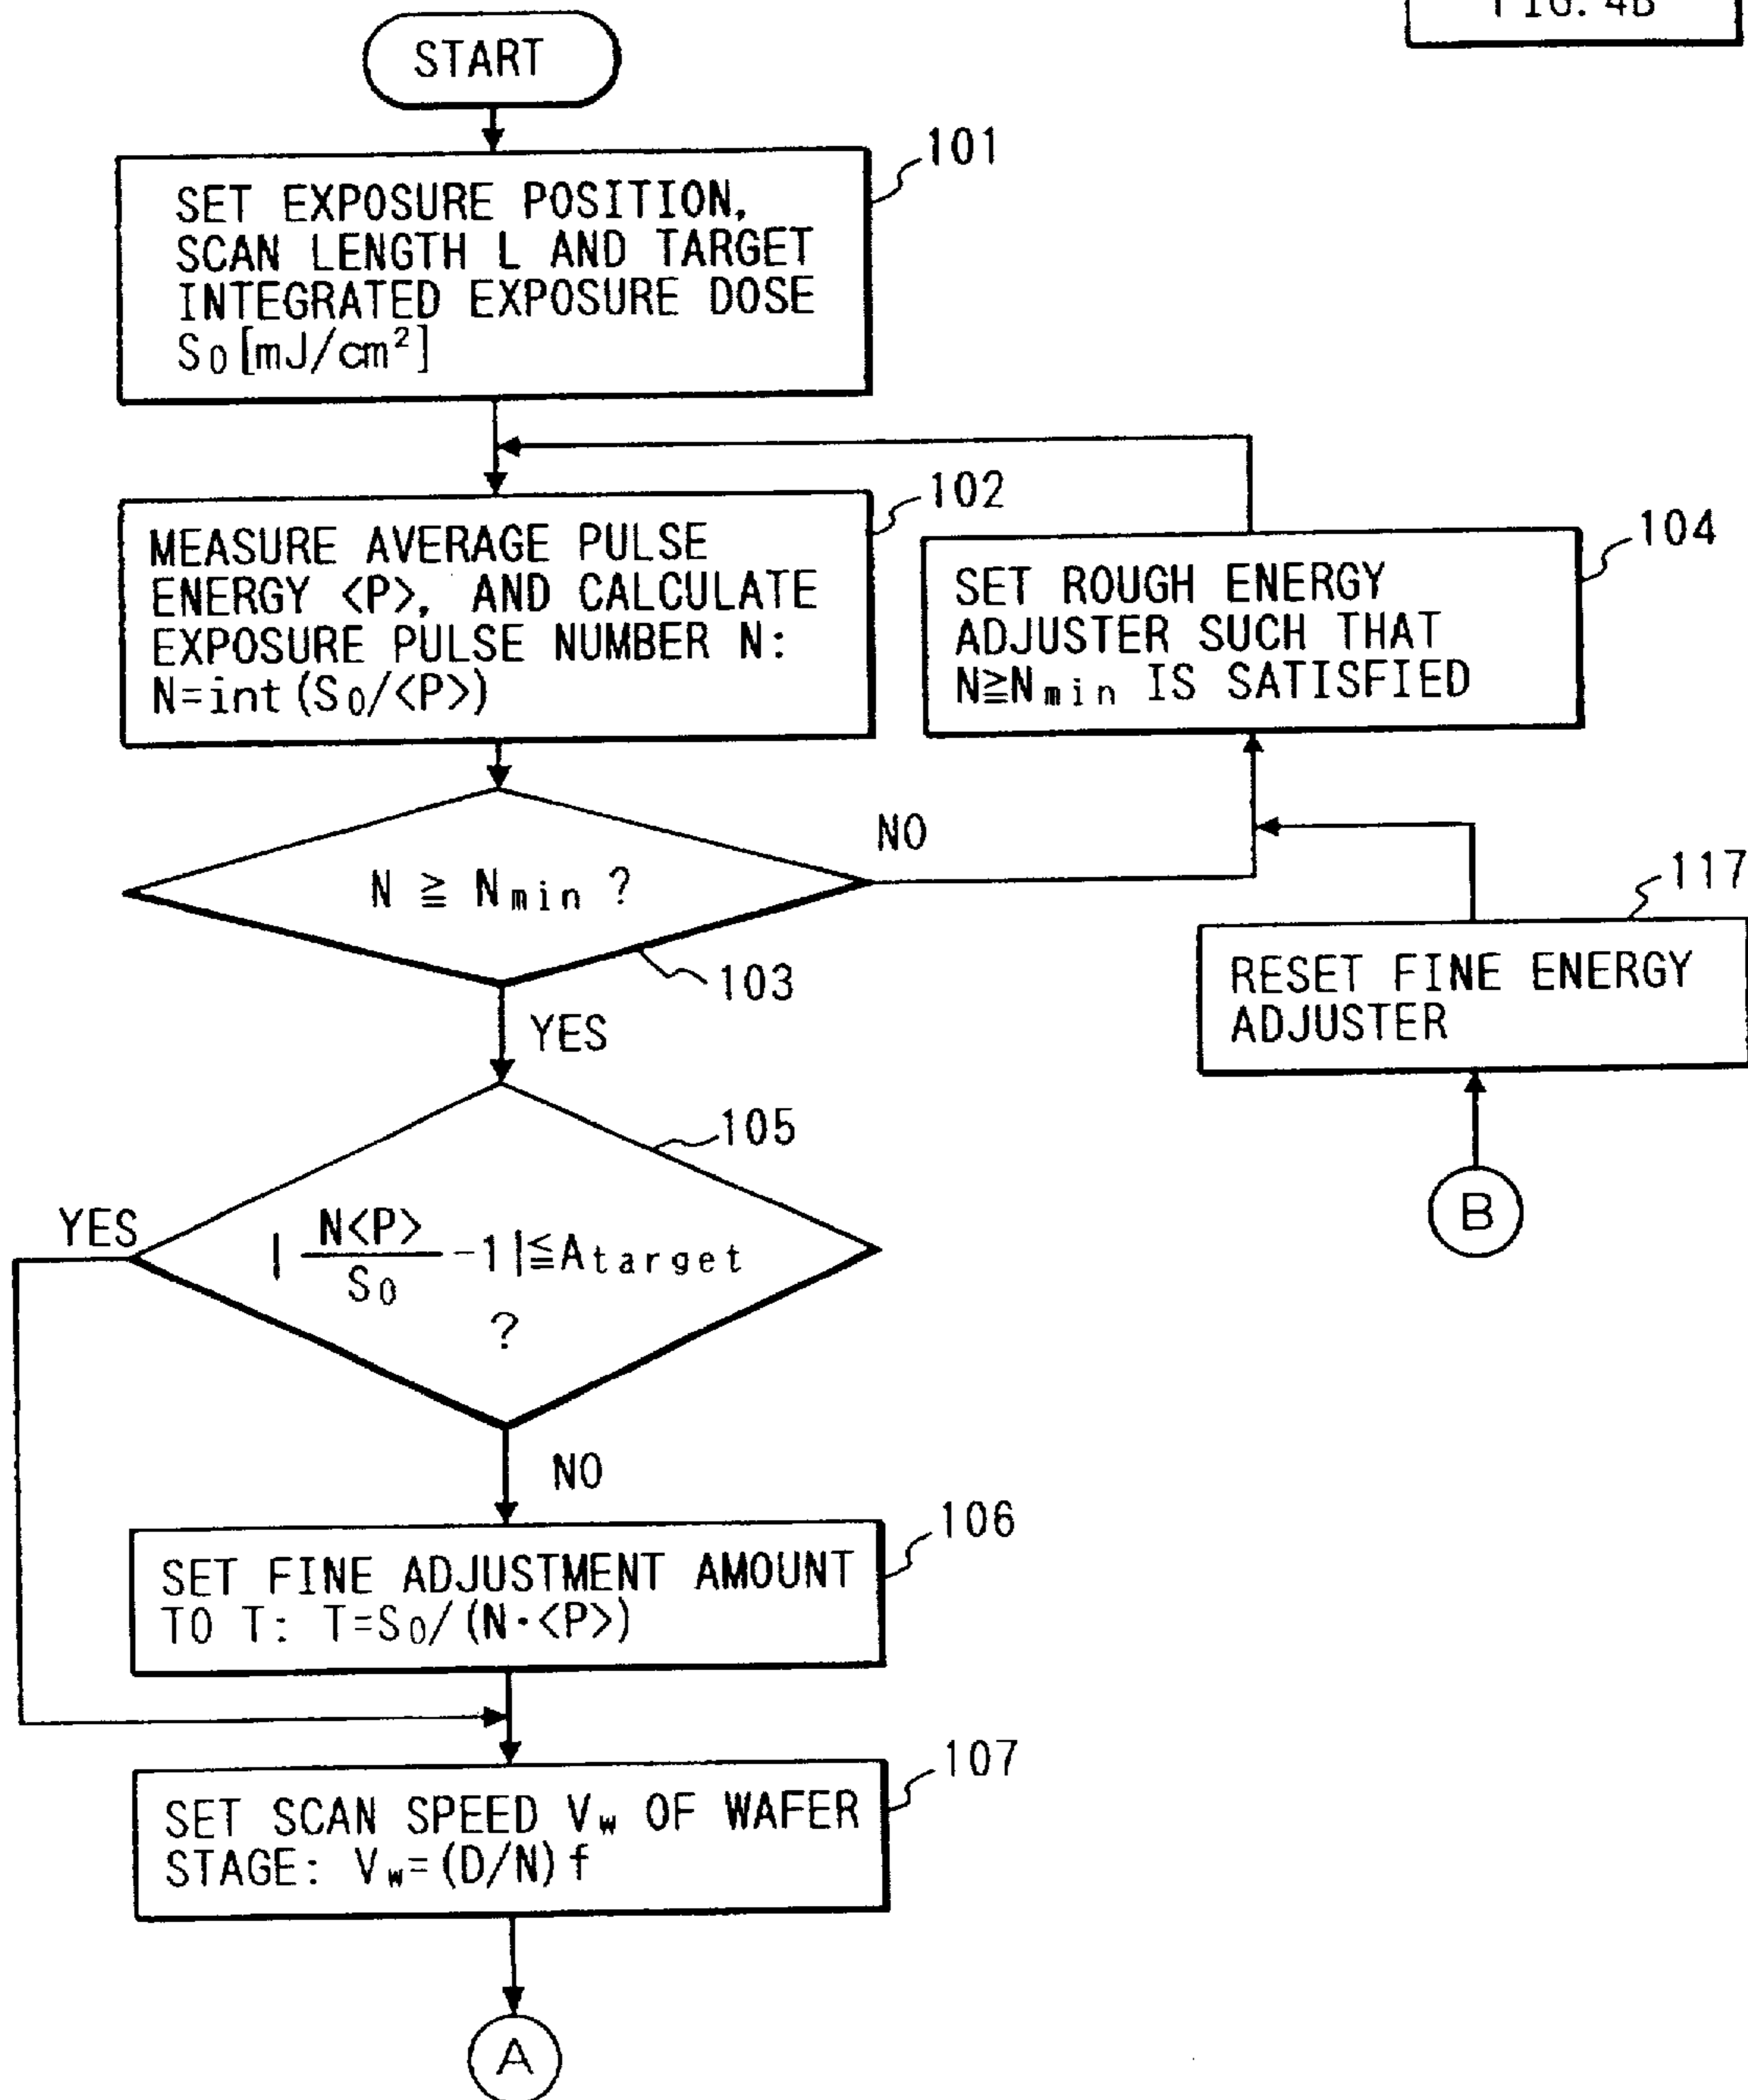 FIG. 4B
START
101
SET EXPOSURE POSITION,
SCAN LENGTH L AND TARGET
INTEGRATED EXPOSURE DOSE
S₀[mJ/cm²]
102
MEASURE AVERAGE PULSE
ENERGY <P>, AND CALCULATE
EXPOSURE PULSE NUMBER N:
N=int(S₀/<P>)
104
SET ROUGH ENERGY
ADJUSTER SUCH THAT
N≧Nmin IS SATISFIED
NO
N ≧ Nmin ?
103
YES
117
RESET FINE ENERGY
ADJUSTER
B
105
YES
| N<P>/S₀ -1|≦Atarget
?
NO
106
SET FINE ADJUSTMENT AMOUNT
TO T: T=S₀/(N·<P>)
107
SET SCAN SPEED Vw OF WAFER
STAGE: Vw=(D/N)f
A